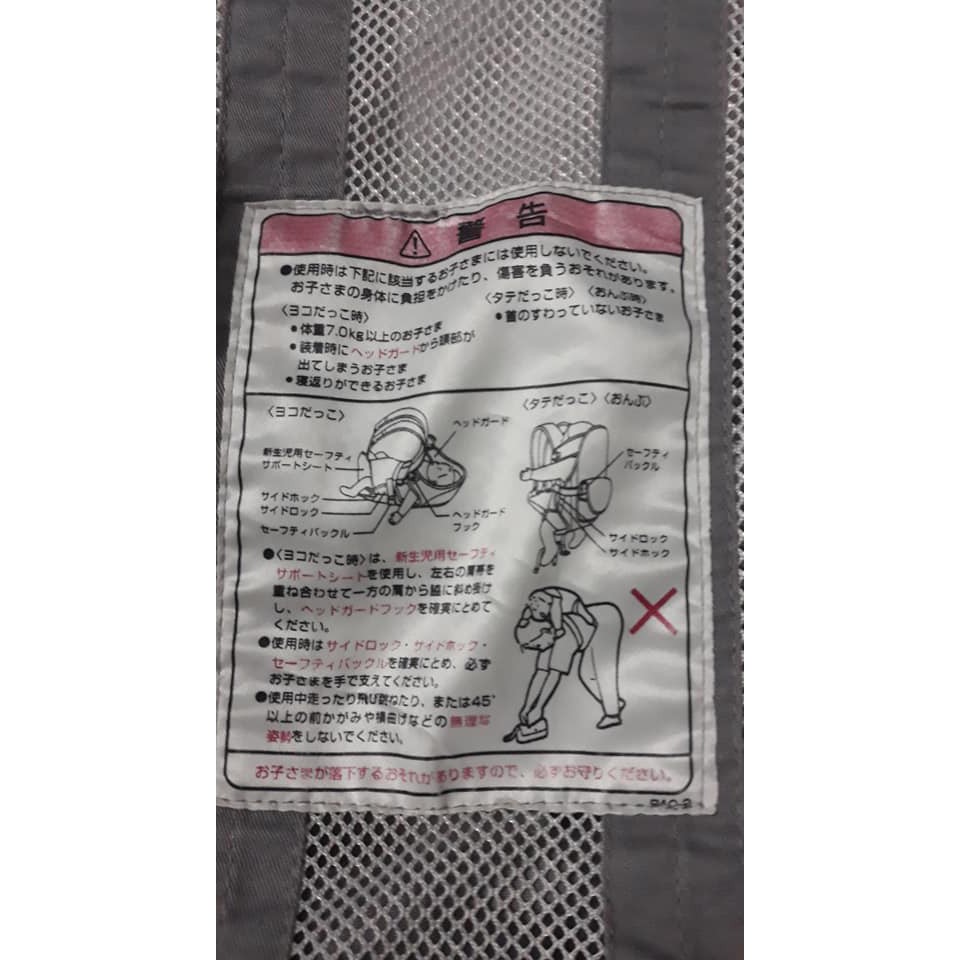 警告
●使用時は下記に該当するお子さまには使用しないでください。
お子さまの身体に負担をかけたり、傷害を負うおそれがあります。
〈ヨコだっこ時〉
・体重7.0kg以上のお子さま
・装着時にヘッドガードから頭部が
出てしまうお子さま
・寝返りができるお子さま
〈タテだっこ時〉〈おんぶ時〉
・首のすわっていないお子さま
〈ヨコだっこ〉
ヘッドガード
新生児用セーフティ
サポートシート
サイドホック
サイドロック
セーフティバックル
ヘッドガード
フック
〈タテだっこ〉〈おんぶ〉
セーフティ
バックル
サイドロック
サイドホック
●〈ヨコだっこ時〉は、新生児用セーフティ
サポートシートを使用し、左右の肩帯を
重ね合わせて一方の肩から脇に斜め掛け
し、ヘッドガードフックを確実にとめて
ください。
●使用時はサイドロック・サイドホック・
セーフティバックルを確実にとめ、必ず
お子さまを手で支えてください。
●使用中走ったり飛び跳ねたり、または45°
以上の前かがみや横曲げなどの無理な
姿勢をしないでください。
お子さまが落下するおそれがありますので、必ずお守りください。